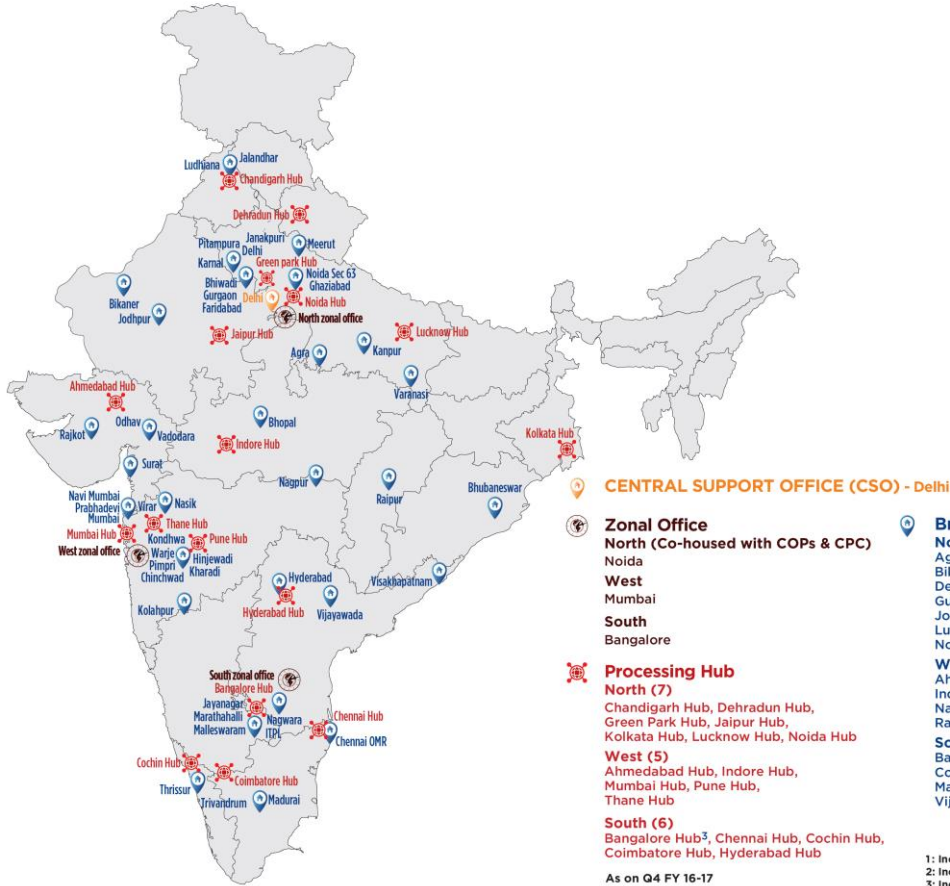 Ludhiana
Jalandhar
Chandigarh Hub
Dehradun Hub
Pitampura
Janakpuri
Delhi
Meerut
Karnal
Green park Hub
Bhiwadi
Gurgaon
Faridabad
Noida Sec 63
Ghaziabad
Delhi
Noida Hub
North zonal office
Bikaner
Jodhpur
Jaipur Hub
Lucknow Hub
Agra
Kanpur
Varanasi
Ahmedabad Hub
Rajkot
Odhav
Vadodara
Bhopal
Indore Hub
Kolkata Hub
Surat
Nagpur
Raipur
Bhubaneswar
Navi Mumbai
Prabhadevi
Mumbai
Virar
Nasik
Mumbai Hub
Thane Hub
Kondhwa
Pune Hub
West zonal office
Warje
Pimpri
Chinchwad
Hinjewadi
Kharadi
Kolahpur
Hyderabad
Hyderabad Hub
Vijayawada
Visakhapatnam
South zonal office
Bangalore Hub
Jayanagar
Marathahalli
Malleswaram
Nagwara
ITPL
Chennai Hub
Chennai OMR
Cochin Hub
Coimbatore Hub
Thrissur
Trivandrum
Madurai
CENTRAL SUPPORT OFFICE (CSO) - Delhi
Zonal Office
North (Co-housed with COPs & CPC)
Noida
West
Mumbai
South
Bangalore
Processing Hub
North (7)
Chandigarh Hub, Dehradun Hub,
Green Park Hub, Jaipur Hub,
Kolkata Hub, Lucknow Hub, Noida Hub
West (5)
Ahmedabad Hub, Indore Hub,
Mumbai Hub, Pune Hub,
Thane Hub
South (6)
Bangalore Hub3, Chennai Hub, Cochin Hub,
Coimbatore Hub, Hyderabad Hub
As on Q4 FY 16-17